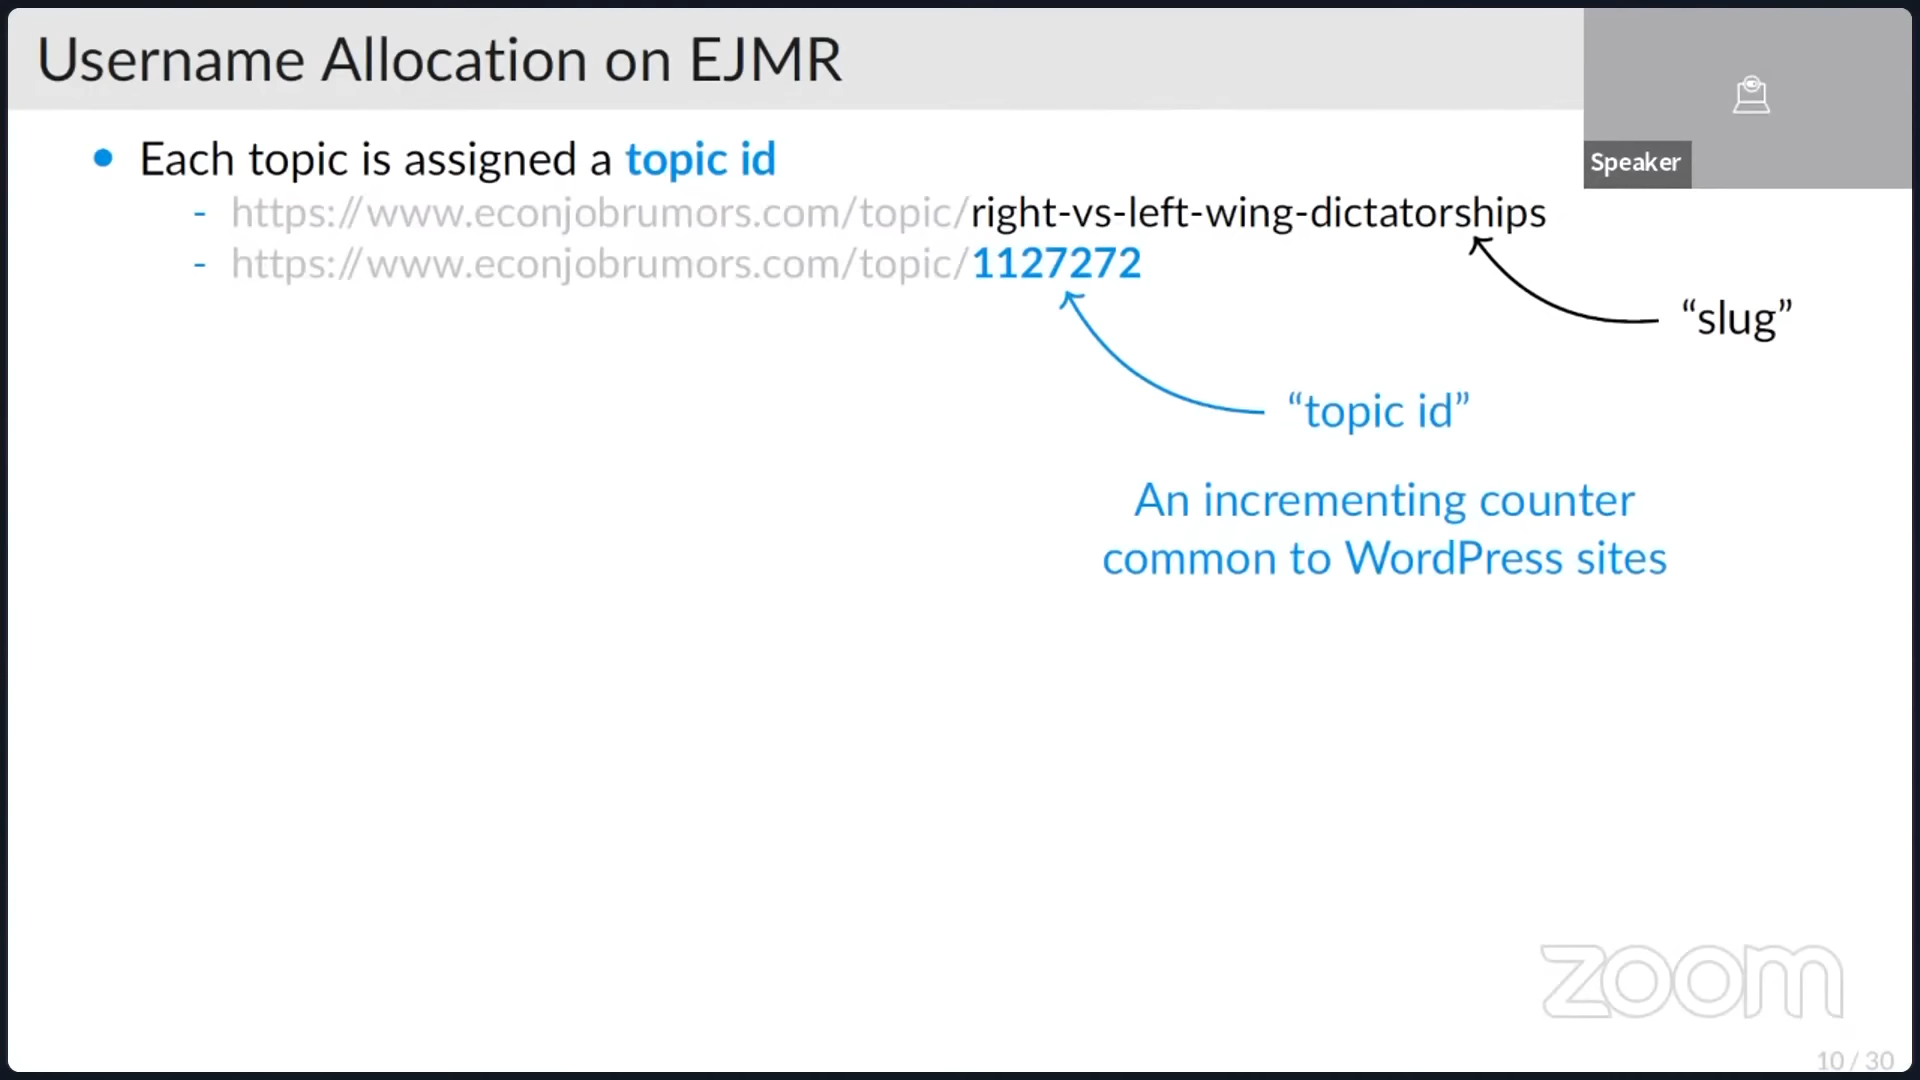 Username Allocation on EJMR
Speaker
• Each topic is assigned a topic id
- https://www.econjobrumors.com/topic/right-vs-left-wing-dictatorships
- https://www.econjobrumors.com/topic/1127272
“slug”
“topic id”
An incrementing counter
common to WordPress sites
zoom
10 / 30